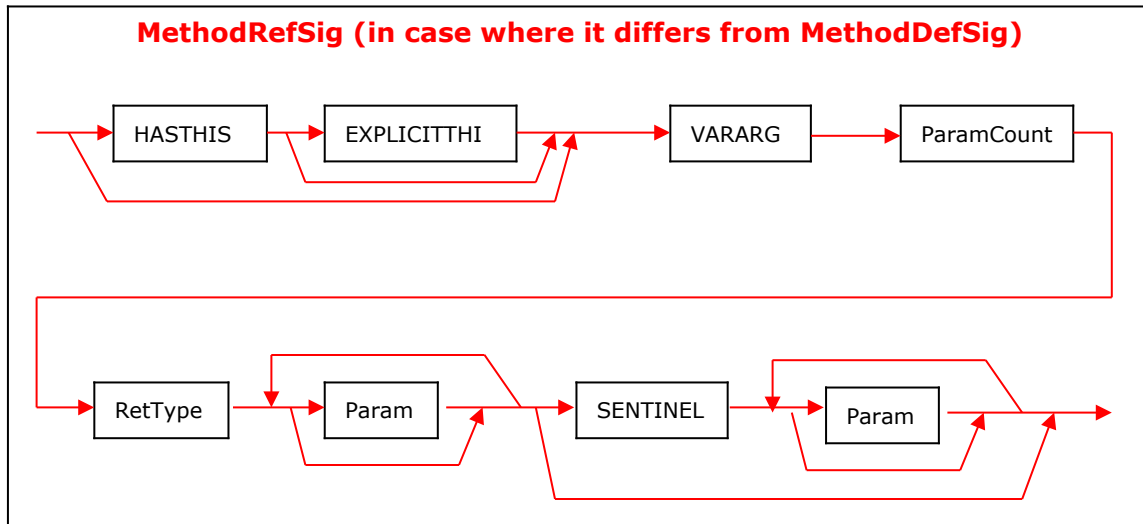 MethodRefSig (in case where it differs from MethodDefSig)
HASTHIS EXPLICITTHI VARARG ParamCount
RetType Param SENTINEL Param